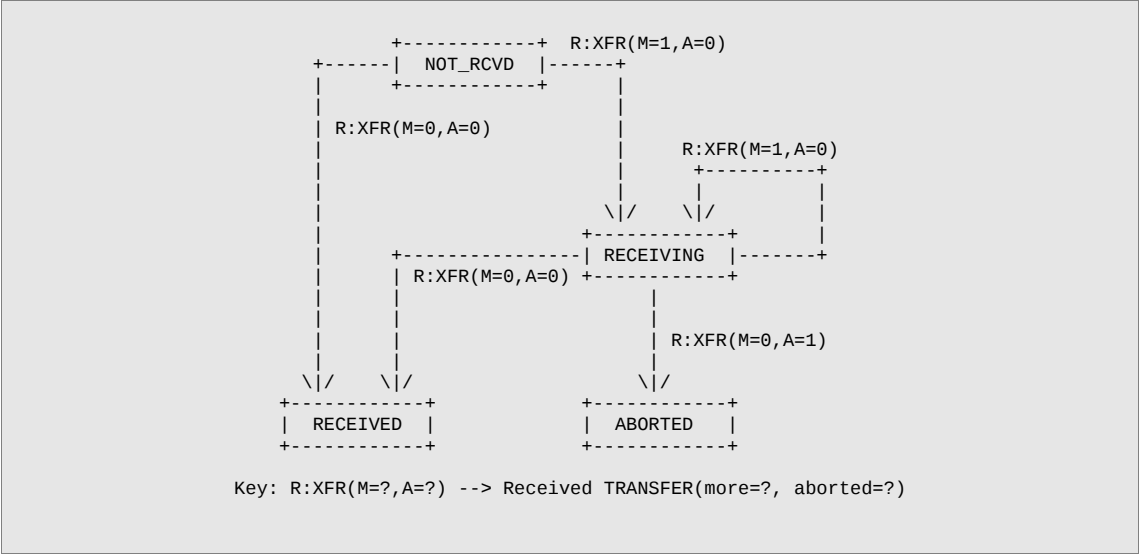 R:XFR(M=1,A=0)
NOT_RCVD
R:XFR(M=0,A=0)
R:XFR(M=1,A=0)
RECEIVING
R:XFR(M=0,A=0)
R:XFR(M=0,A=1)
RECEIVED
ABORTED
Key: R:XFR(M=?,A=?) --> Received TRANSFER(more=?, aborted=?)